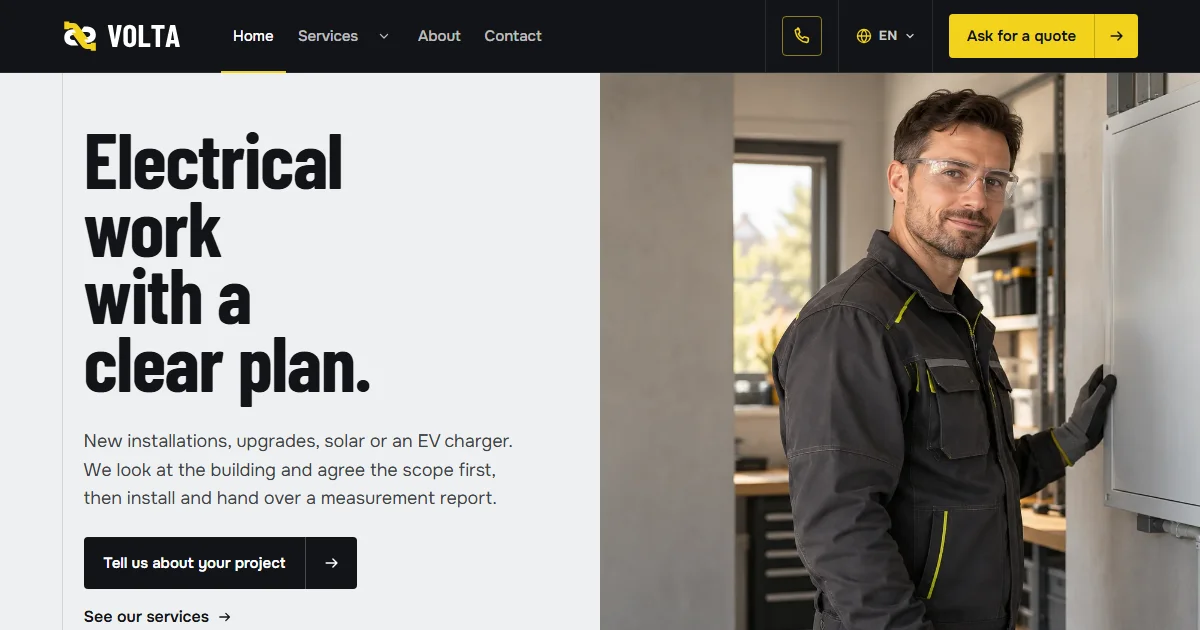 VOLTA
Home
Services
About
Contact
EN
Ask for a quote
Electrical
work
with a
clear plan.
New installations, upgrades, solar or an EV charger.
We look at the building and agree the scope first,
then install and hand over a measurement report.
Tell us about your project
See our services